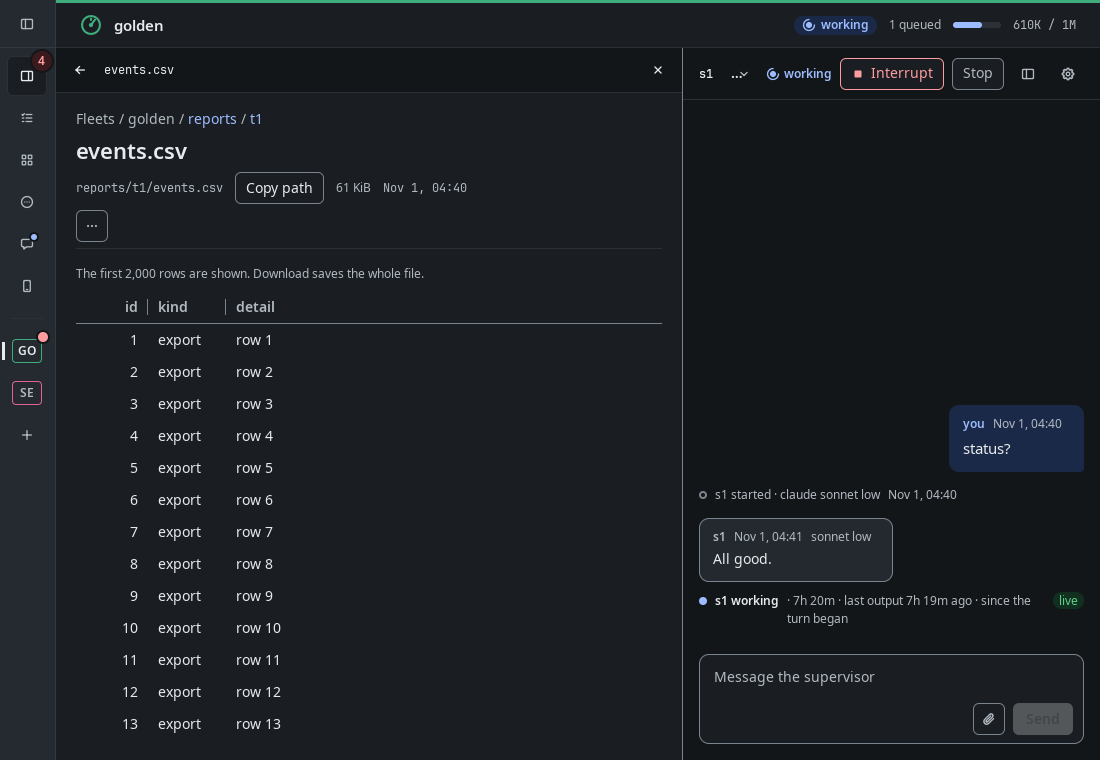 golden
working
1 queued
610K / 1M
4
events.csv
s1
...
working
Interrupt
Stop
Fleets / golden / reports / t1
events.csv
reports/t1/events.csv
Copy path
61 KiB
Nov 1, 04:40
...
The first 2,000 rows are shown. Download saves the whole file.
id kind detail
1 export row 1
2 export row 2
3 export row 3
4 export row 4
5 export row 5
6 export row 6
7 export row 7
8 export row 8
9 export row 9
10 export row 10
11 export row 11
12 export row 12
13 export row 13
GO
SE
you Nov 1, 04:40
status?
s1 started · claude sonnet low Nov 1, 04:40
s1 Nov 1, 04:41 sonnet low
All good.
s1 working · 7h 20m · last output 7h 19m ago · since the
turn began
live
Message the supervisor
Send